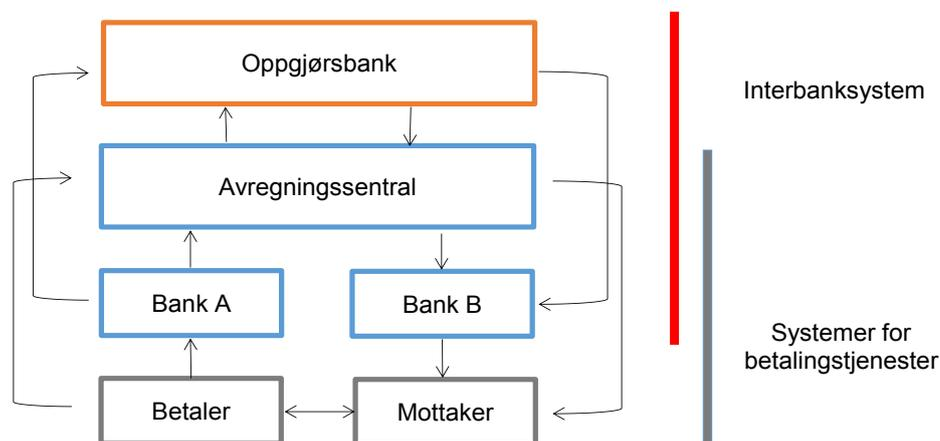 Oppgjørsbank
Interbanksystem
Avregningssentral
Bank A
Bank B
Systemer for
betalingstjenester
Betaler
Mottaker